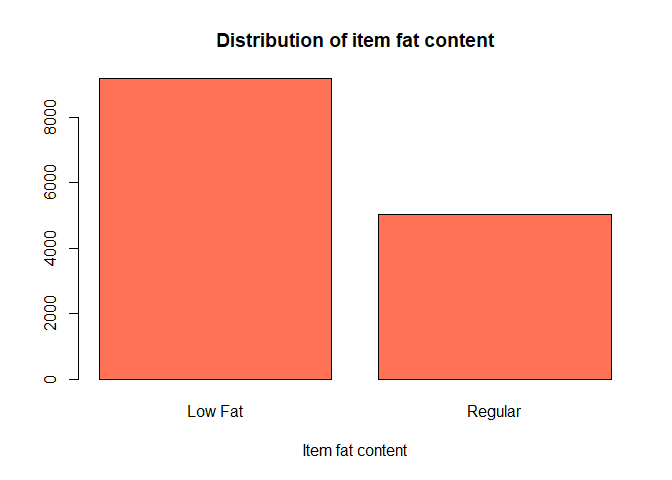 Distribution of item fat content
8000
6000
4000
2000
0
Low Fat
Regular
Item fat content